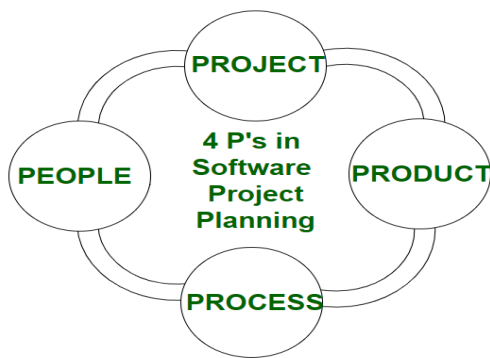 PROJECT
4 P's in
Software
Project
Planning
PEOPLE
PRODUCT
PROCESS